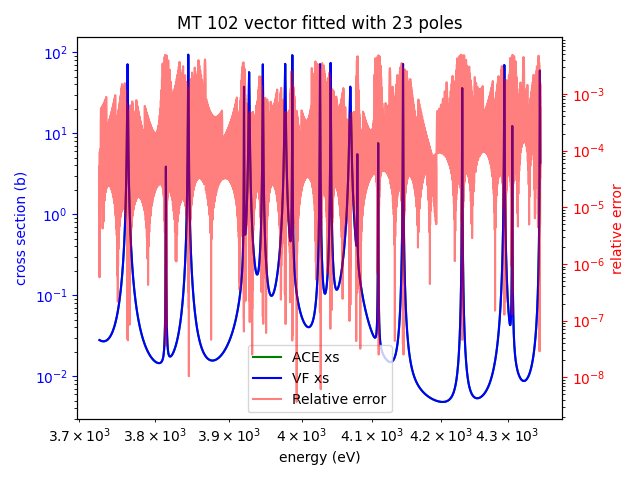 MT 102 vector fitted with 23 poles
10²
10¹
10⁰
10⁻¹
10⁻²
cross section (b)
10⁻³
10⁻⁴
10⁻⁵
10⁻⁶
10⁻⁷
10⁻⁸
relative error
ACE xs
VF xs
Relative error
3.7 × 10³ 3.8 × 10³ 3.9 × 10³ 4 × 10³ 4.1 × 10³ 4.2 × 10³ 4.3 × 10³
energy (eV)